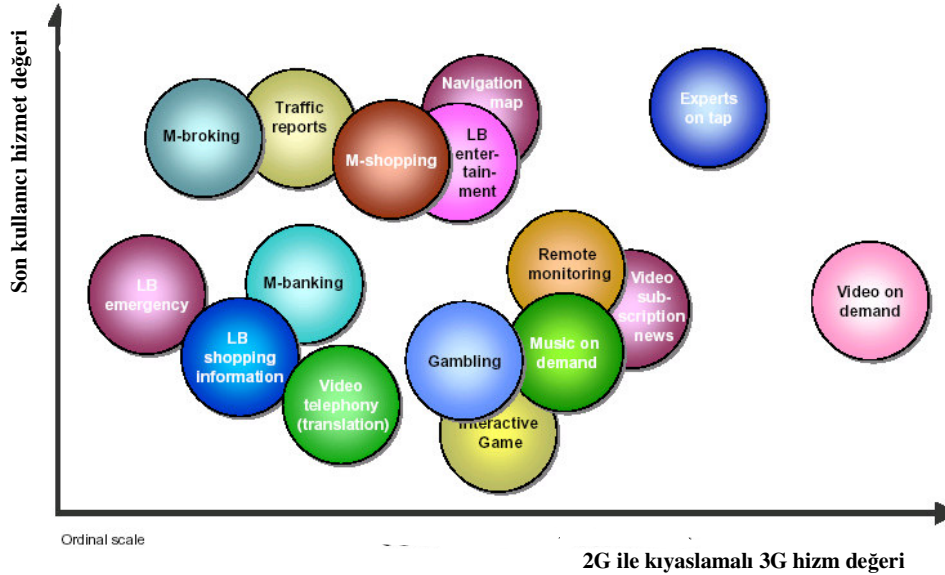 Son kullanıcı hizmet değeri
M-broking
Traffic
reports
M-shopping
Navigation
map
LB
enter-
tain-
ment
Experts
on tap
LB
emergency
M-banking
LB
shopping
information
Video
telephony
(translation)
Gambling
Remote
monitoring
Music on
demand
Video
sub-
scription
news
Interactive
Game
Video on
demand
Ordinal scale
2G ile kıyaslamalı 3G hizm değeri